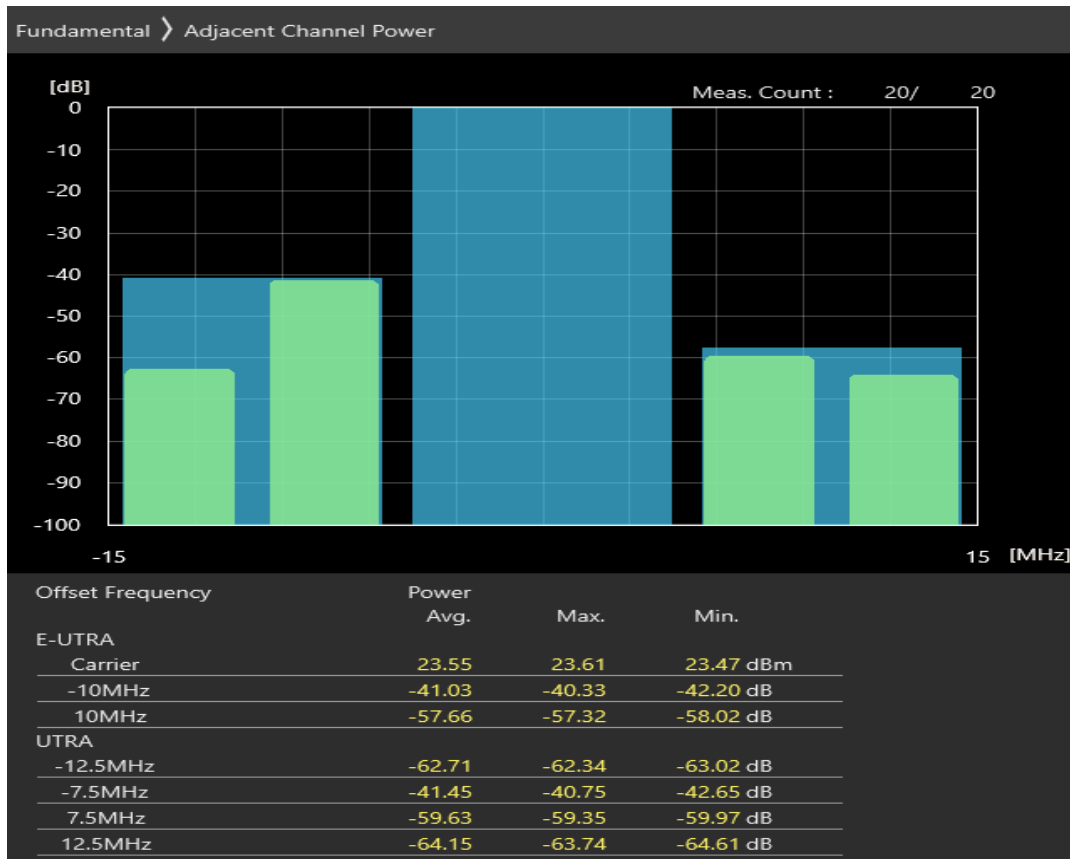 Fundamental ❯ Adjacent Channel Power
[dB]
Meas. Count : 20/ 20
0
-10
-20
-30
-40
-50
-60
-70
-80
-90
-100
-15 15 [MHz]
Offset Frequency Power
Avg. Max. Min.
E-UTRA
Carrier 23.55 23.61 23.47 dBm
-10MHz -41.03 -40.33 -42.20 dB
10MHz -57.66 -57.32 -58.02 dB
UTRA
-12.5MHz -62.71 -62.34 -63.02 dB
-7.5MHz -41.45 -40.75 -42.65 dB
7.5MHz -59.63 -59.35 -59.97 dB
12.5MHz -64.15 -63.74 -64.61 dB